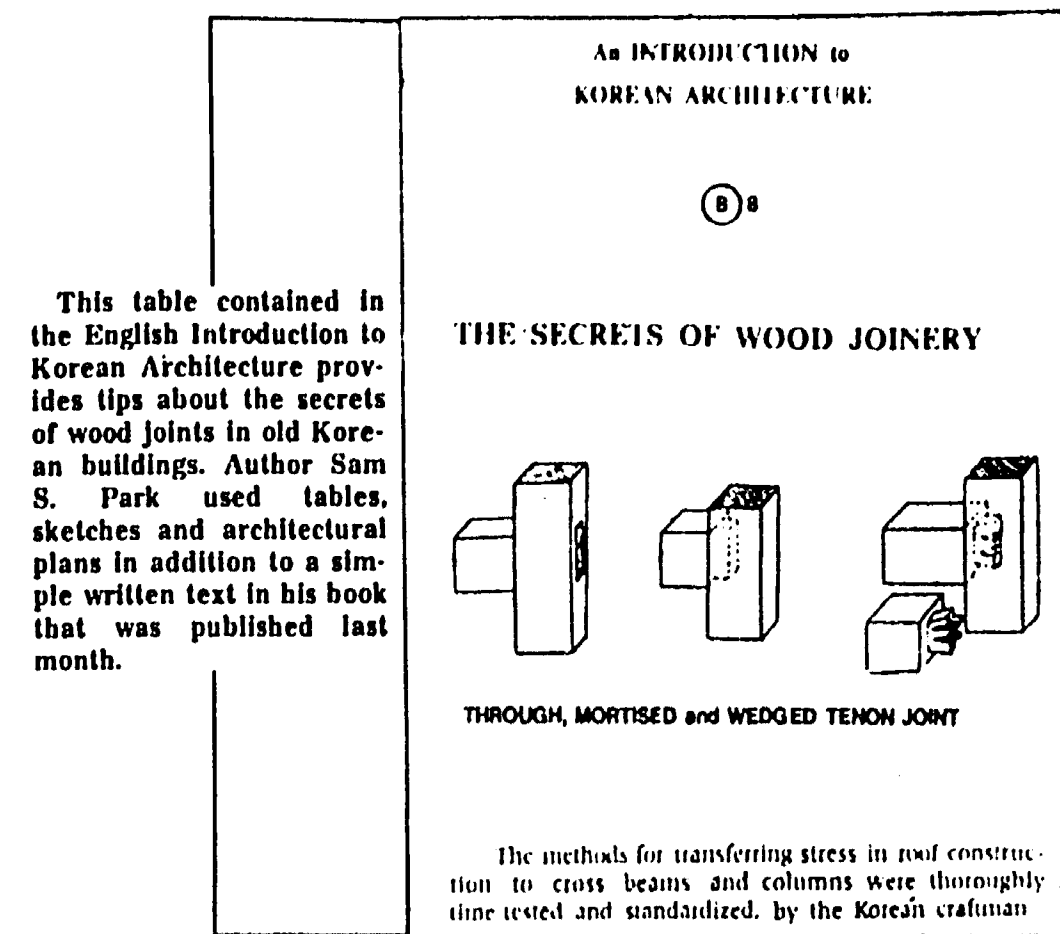 This table contained in
the English Introduction to
Korean Architecture prov-
ides tips about the secrets
of wood joints in old Kore-
an buildings. Author Sam
S. Park used tables,
sketches and architectural
plans in addition to a sim-
ple written text in his book
that was published last
month.
An INTRODUCTION to
KOREAN ARCHITECTURE
B 8
THE SECRETS OF WOOD JOINERY
THROUGH, MORTISED and WEDGED TENON JOINT
The methods for transferring stress in roof construc-
tion to cross beams and columns were thoroughly
time tested and standardized, by the Korean craftman